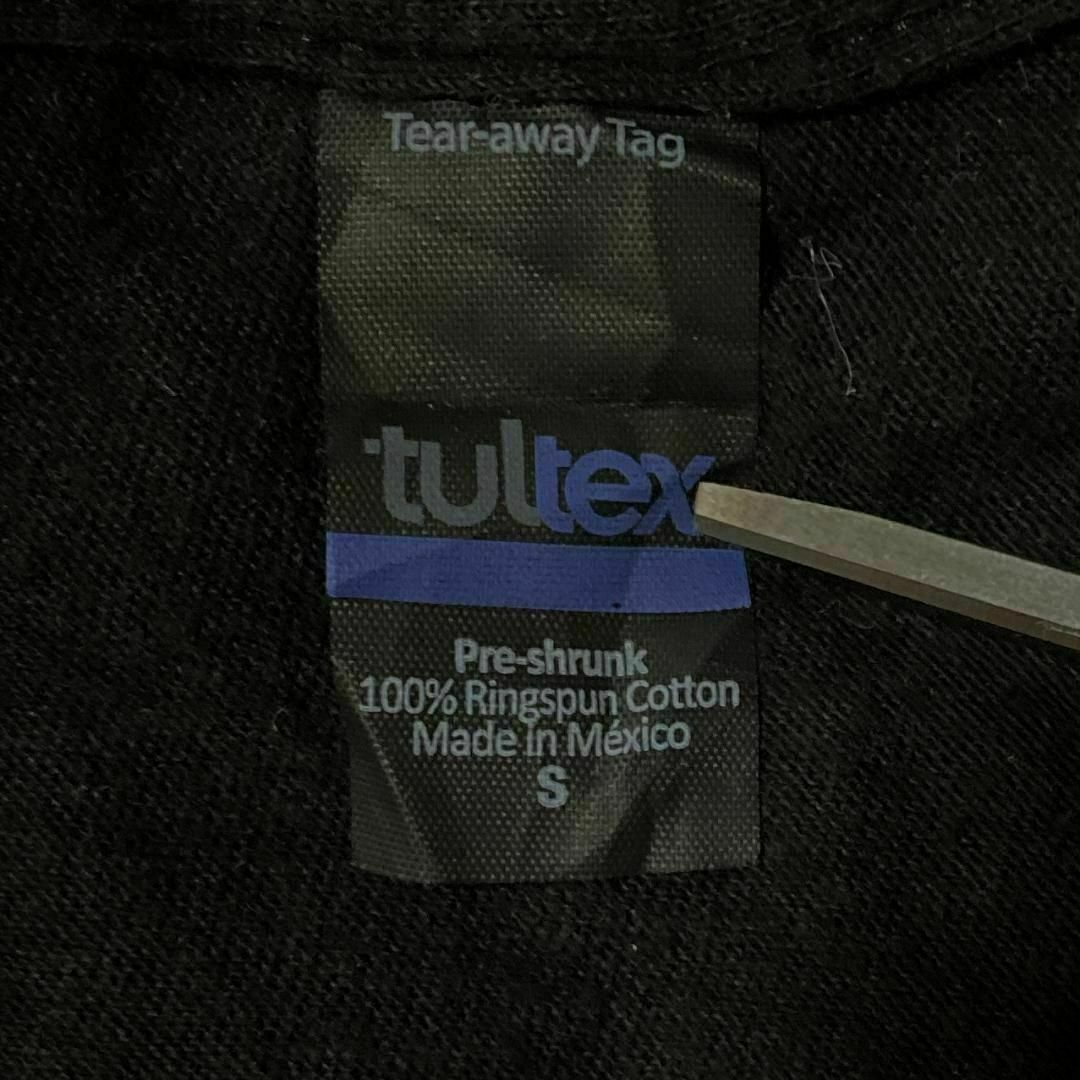 Tear-away Tag
tultex
Pre-shrunk
100% Ringspun Cotton
Made in México
S